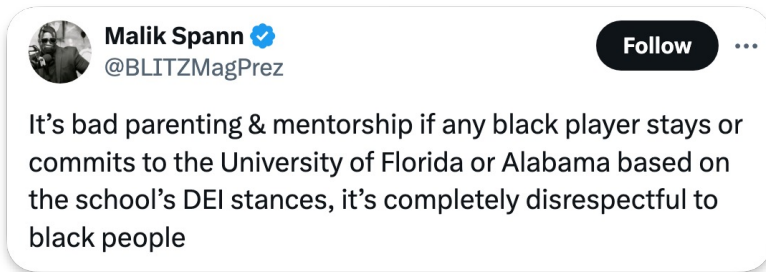 Malik Spann
@BLITZMagPrez
Follow
It’s bad parenting & mentorship if any black player stays or
commits to the University of Florida or Alabama based on
the school’s DEI stances, it’s completely disrespectful to
black people